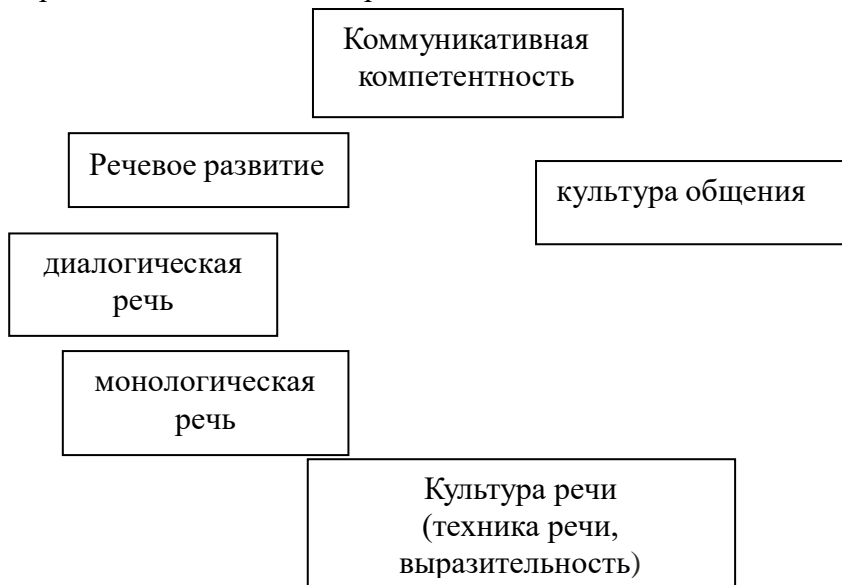 Коммуникативная
компетентность
Речевое развитие
культура общения
диалогическая
речь
монологическая
речь
Культура речи
(техника речи,
выразительность)